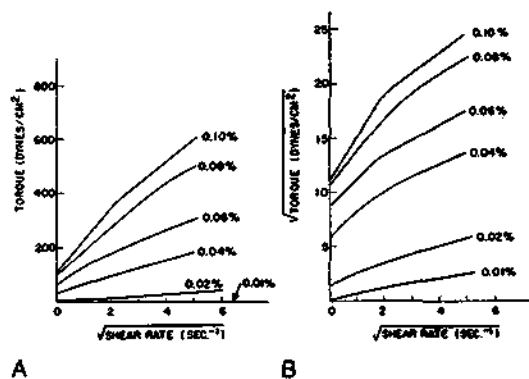 TORQUE (DYNES/CM²)
800
600
400
200
0 2 4 6
0.10%
0.08%
0.06%
0.04%
0.02%
0.01%
√SHEAR RATE (SEC.⁻¹)
A
√TORQUE (DYNES/CM²)
25
20
15
10
5
0 2 4 6
0.10%
0.08%
0.06%
0.04%
0.02%
0.01%
√SHEAR RATE (SEC.⁻¹)
B